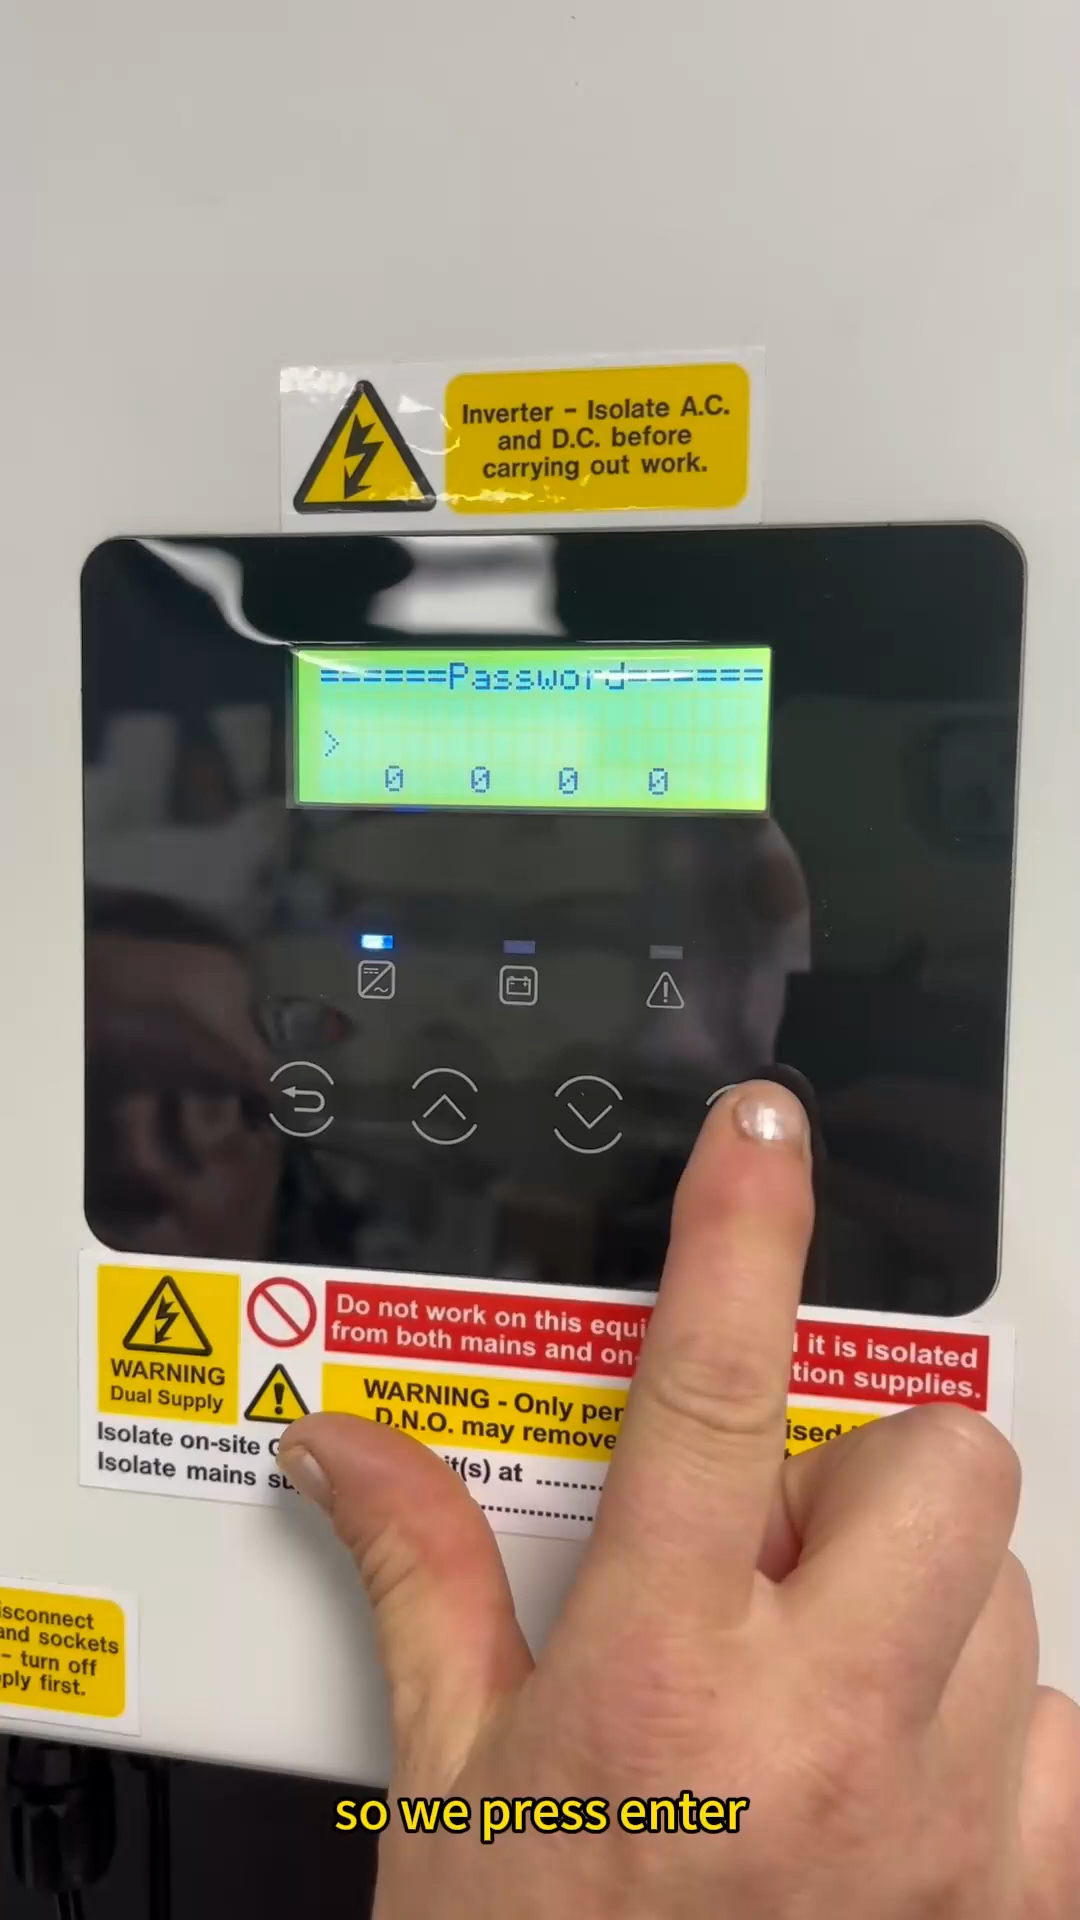 Inverter - Isolate A.C.
and D.C. before
carrying out work.
======Password======
>
0 0 0 0
WARNING
Dual Supply
Do not work on this equi
it is isolated
from both mains and on-
tion supplies.
WARNING - Only per
ised
D.N.O. may remove
Isolate on-site
Isolate mains su
it(s) at ........
isconnect
and sockets
- turn off
ply first.
so we press enter